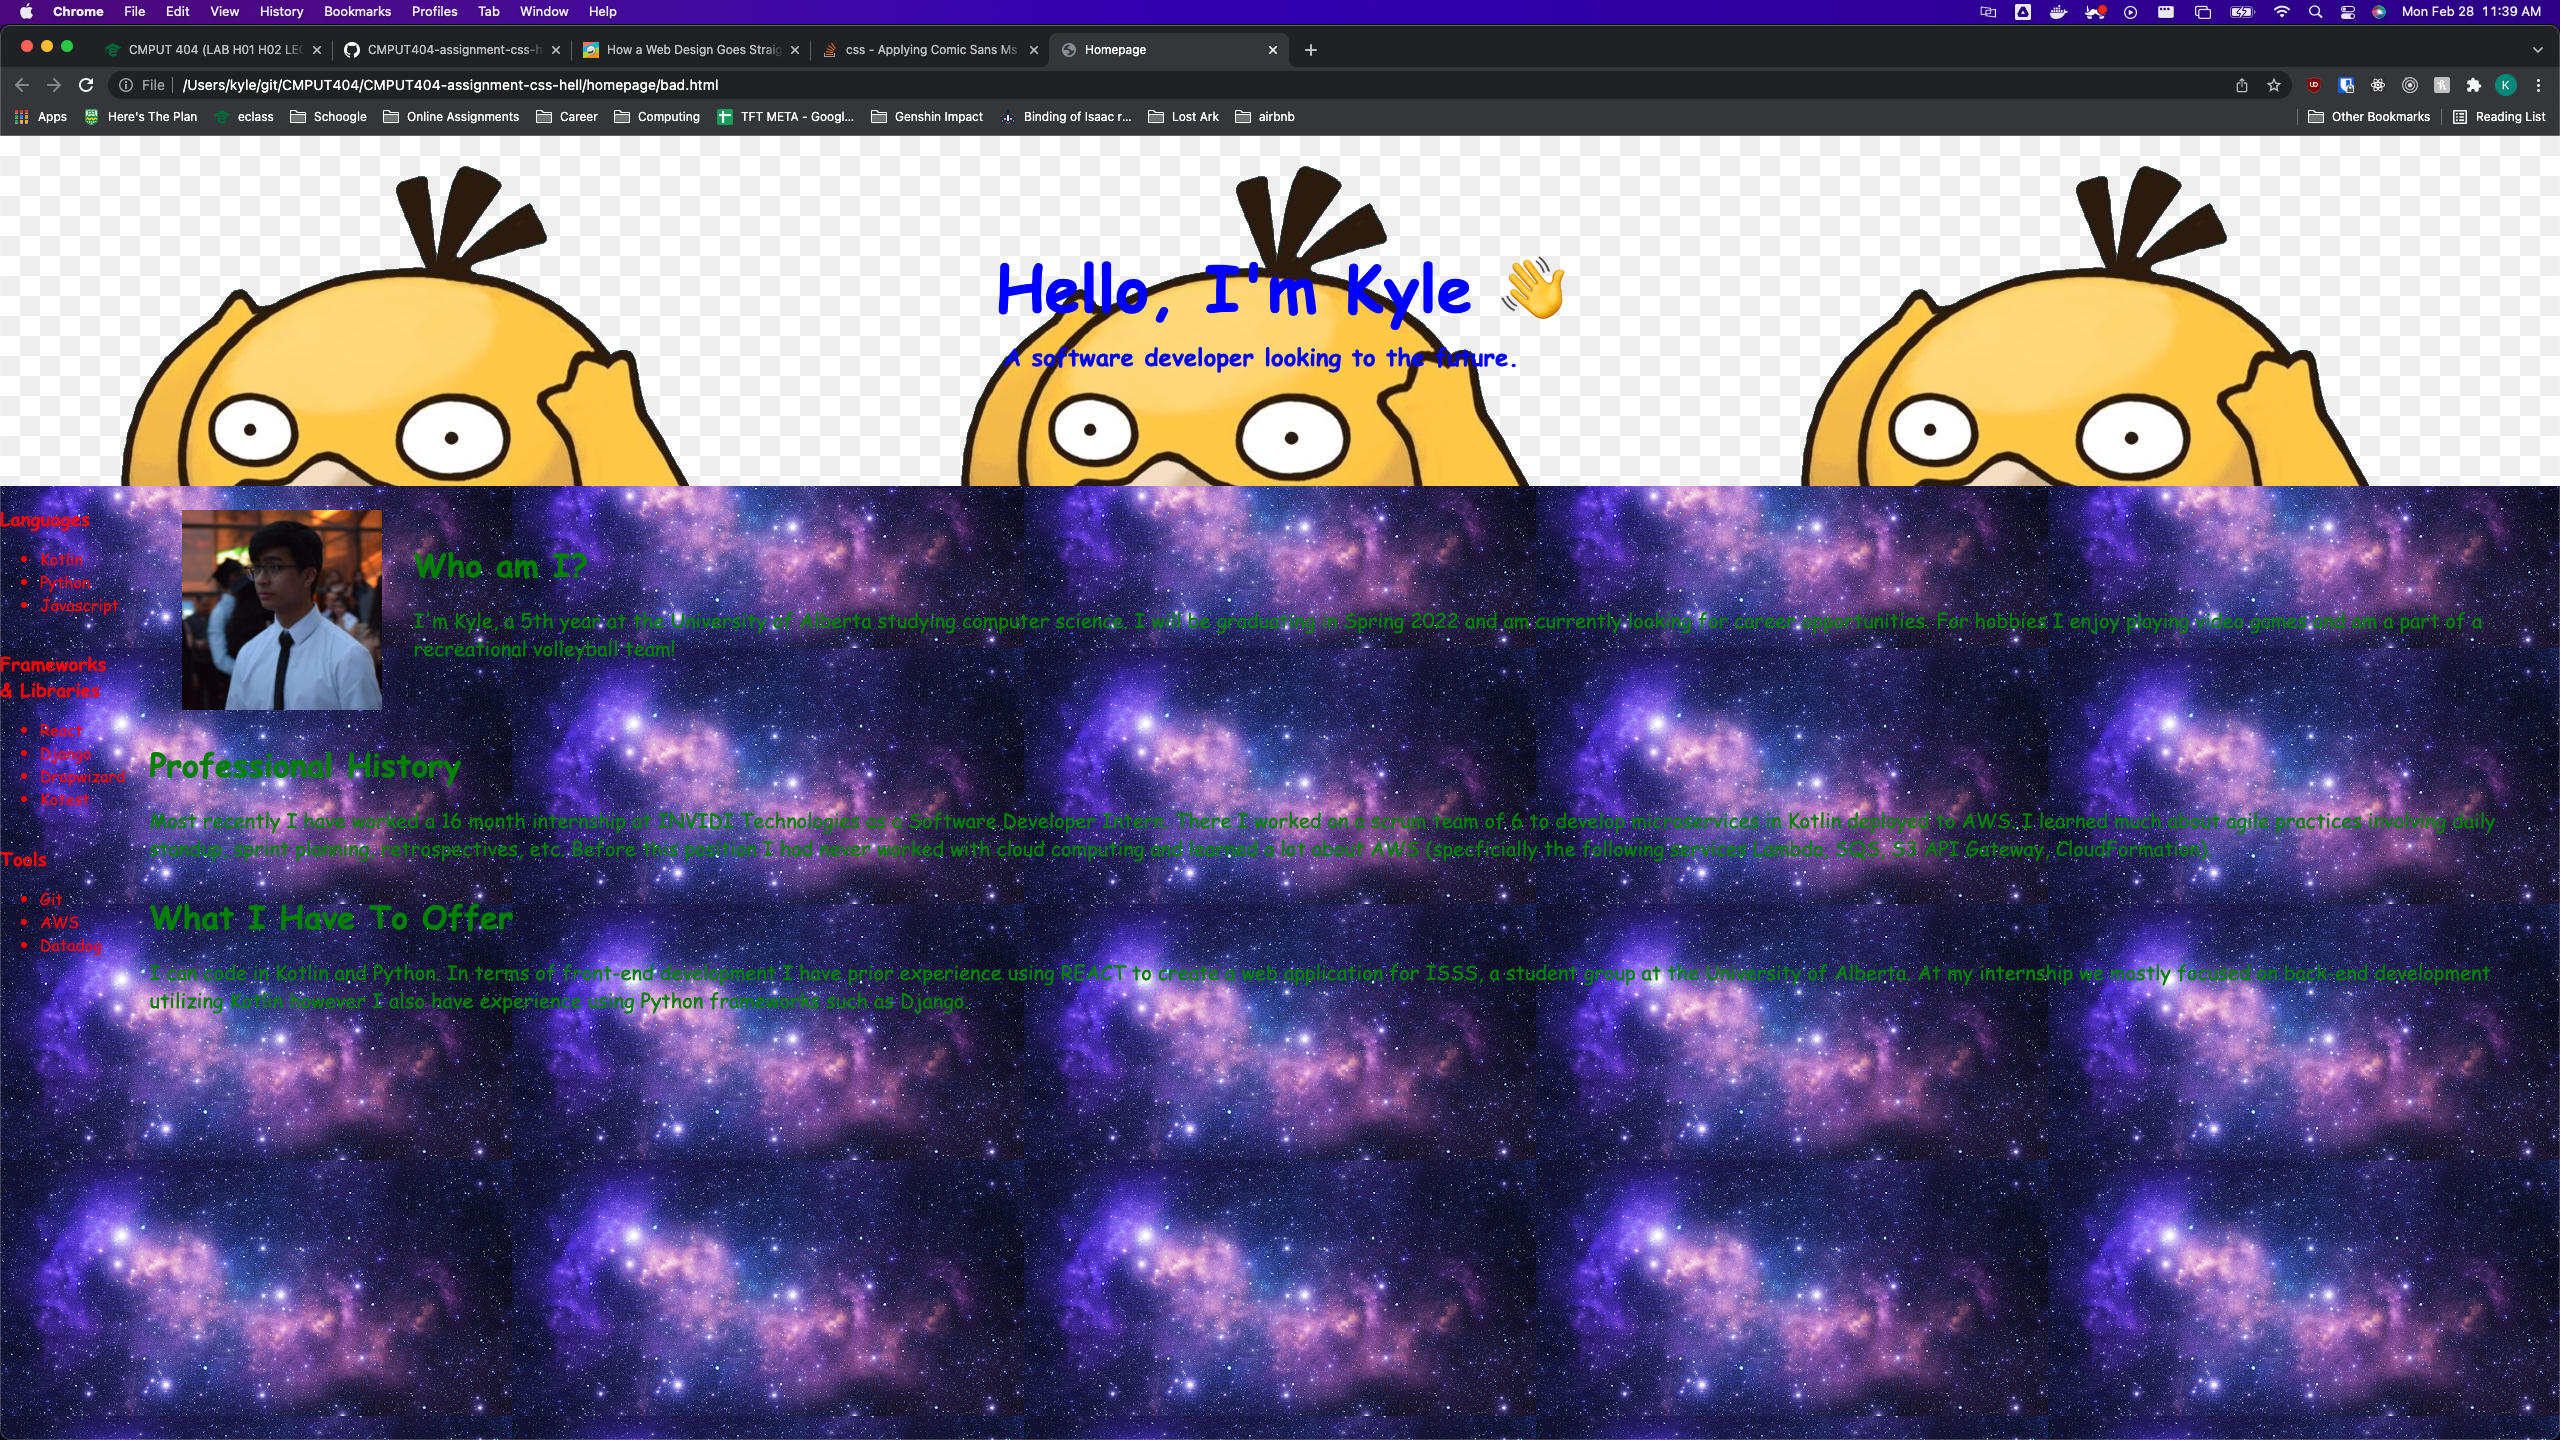 Chrome File Edit View History Bookmarks Profiles Tab Window Help Mon Feb 28 11:39 AM
CMPUT 404 (LAB H01 H02 LEC CMPUT404-assignment-css-h How a Web Design Goes Straig css - Applying Comic Sans Ms Homepage
File /Users/kyle/git/CMPUT404/CMPUT404-assignment-css-hell/homepage/bad.html K
Apps Here's The Plan eclass Schoogle Online Assignments Career Computing TFT META - Googl... Genshin Impact Binding of Isaac r... Lost Ark airbnb Other Bookmarks Reading List
Hello, I'm Kyle 👋
A software developer looking to the future.
Languages
Kotlin
Python
Javascript
Frameworks
& Libraries
React
Django
Dropwizard
Kotest
Tools
Git
AWS
Datadog
Who am I?
I'm Kyle, a 5th year at the University of Alberta studying computer science. I will be graduating in Spring 2022 and am currently looking for career opportunities. For hobbies I enjoy playing video games and am a part of a
recreational volleyball team!
Professional History
Most recently I have worked a 16 month internship at INVIDI Technologies as a Software Developer Intern. There I worked on a scrum team of 6 to develop microservices in Kotlin deployed to AWS. I learned much about agile practices involving daily
standup, sprint planning, retrospectives, etc. Before this position I had never worked with cloud computing and learned a lot about AWS (specficially the following services Lambda, SQS, S3 API Gateway, CloudFormation)
What I Have To Offer
I can code in Kotlin and Python. In terms of front-end development I have prior experience using REACT to create a web application for ISSS, a student group at the University of Alberta. At my internship we mostly focused on back-end development
utilizing Kotlin however I also have experience using Python frameworks such as Django.